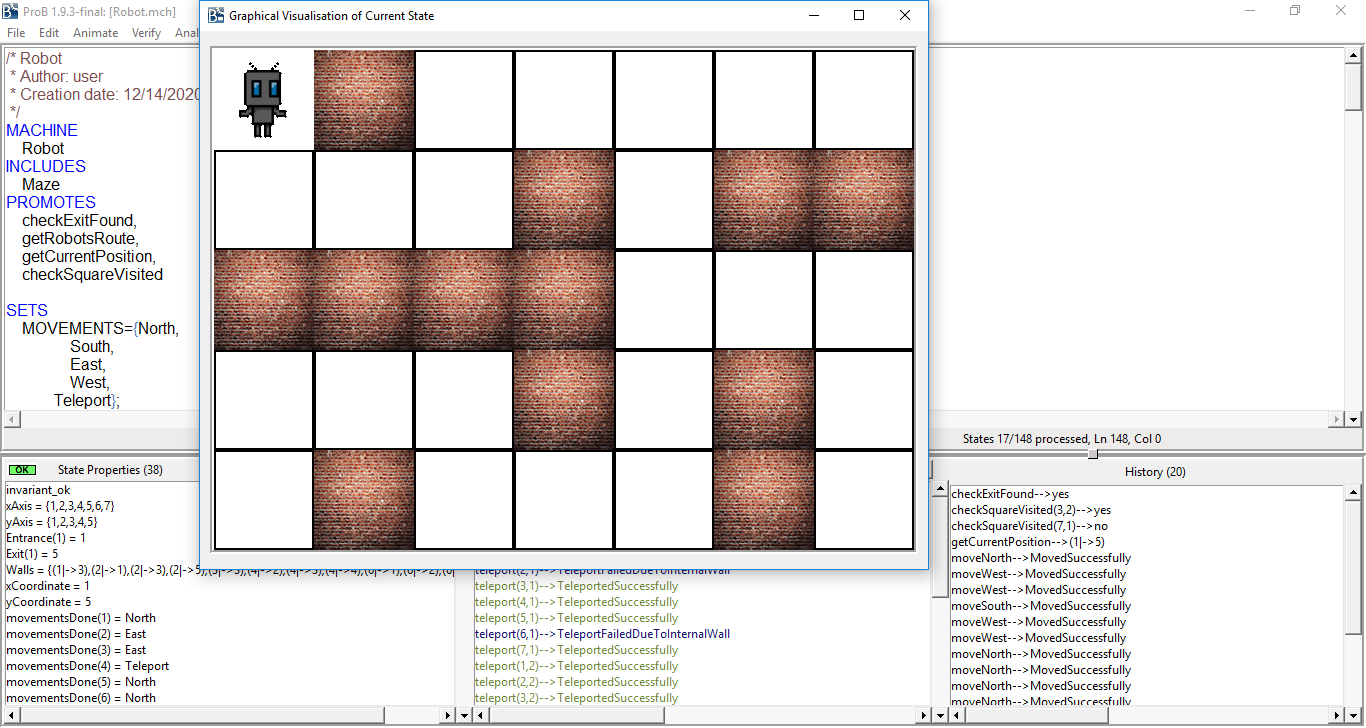 ProB 1.9.3-final: [Robot.mch]
Graphical Visualisation of Current State
File Edit Animate Verify Anal
/* Robot
* Author: user
* Creation date: 12/14/2020
*/
MACHINE
Robot
INCLUDES
Maze
PROMOTES
checkExitFound,
getRobotsRoute,
getCurrentPosition,
checkSquareVisited
SETS
MOVEMENTS={North,
South,
East,
West,
Teleport};
States 17/148 processed, Ln 148, Col 0
OK State Properties (38)
invariant_ok
xAxis = {1,2,3,4,5,6,7}
yAxis = {1,2,3,4,5}
Entrance(1) = 1
Exit(1) = 5
Walls = {(1|->3),(2|->1),(2|->3),(2|->5),(3|->3),(4|->2),(4|->3),(4|->4),(6|->1),(6|->2),(6|
xCoordinate = 1
yCoordinate = 5
movementsDone(1) = North
movementsDone(2) = East
movementsDone(3) = East
movementsDone(4) = Teleport
movementsDone(5) = North
movementsDone(6) = North
teleport(2,1)-->TeleportFailedDueToInternalWall
teleport(3,1)-->TeleportedSuccessfully
teleport(4,1)-->TeleportedSuccessfully
teleport(5,1)-->TeleportedSuccessfully
teleport(6,1)-->TeleportFailedDueToInternalWall
teleport(7,1)-->TeleportedSuccessfully
teleport(1,2)-->TeleportedSuccessfully
teleport(2,2)-->TeleportedSuccessfully
teleport(3,2)-->TeleportedSuccessfully
History (20)
checkExitFound-->yes
checkSquareVisited(3,2)-->yes
checkSquareVisited(7,1)-->no
getCurrentPosition-->(1|->5)
moveNorth-->MovedSuccessfully
moveWest-->MovedSuccessfully
moveWest-->MovedSuccessfully
moveSouth-->MovedSuccessfully
moveWest-->MovedSuccessfully
moveWest-->MovedSuccessfully
moveNorth-->MovedSuccessfully
moveNorth-->MovedSuccessfully
moveNorth-->MovedSuccessfully
moveNorth-->MovedSuccessfully